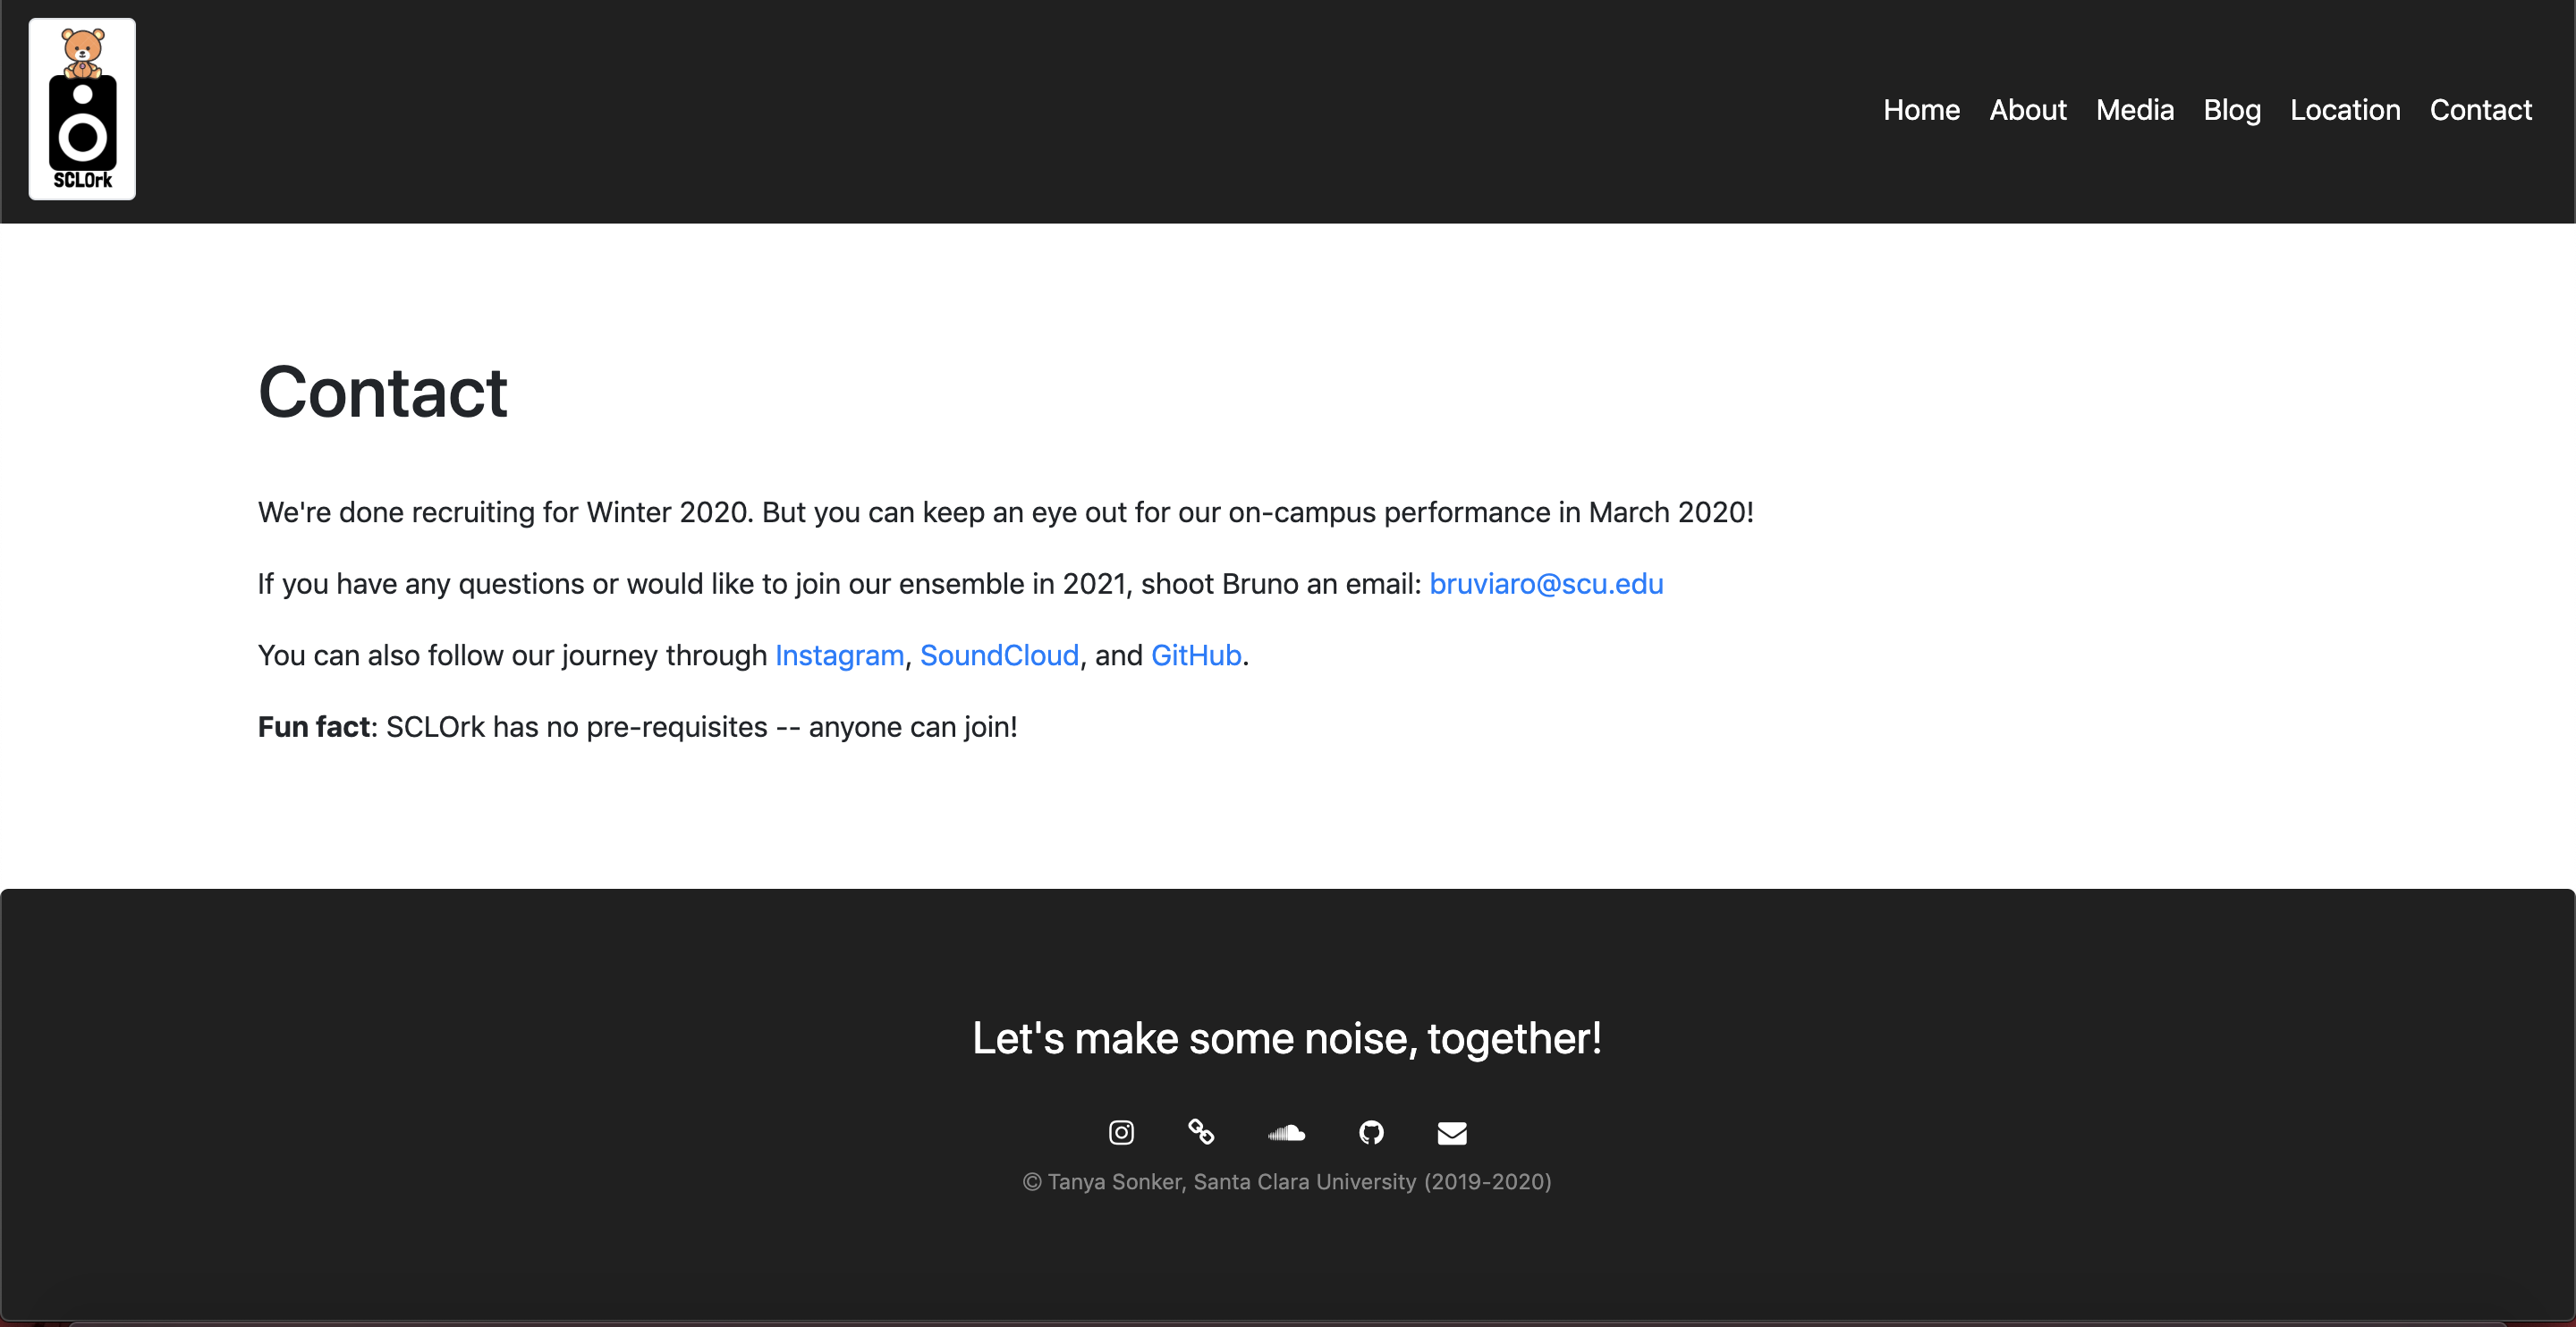 SCLOrk
Home About Media Blog Location Contact
Contact
We're done recruiting for Winter 2020. But you can keep an eye out for our on-campus performance in March 2020!
If you have any questions or would like to join our ensemble in 2021, shoot Bruno an email: bruviaro@scu.edu
You can also follow our journey through Instagram, SoundCloud, and GitHub.
Fun fact: SCLOrk has no pre-requisites -- anyone can join!
Let's make some noise, together!
© Tanya Sonker, Santa Clara University (2019-2020)